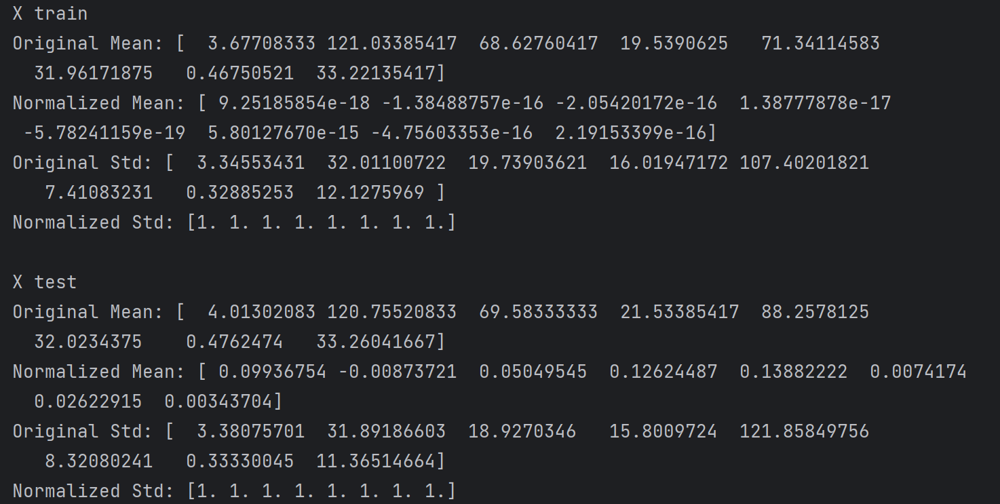 X train
Original Mean: [  3.67708333 121.03385417  68.62760417  19.5390625   71.34114583
  31.96171875   0.46750521  33.22135417]
Normalized Mean: [ 9.25185854e-18 -1.38488757e-16 -2.05420172e-16  1.38777878e-17
 -5.78241159e-19  5.80127670e-15 -4.75603353e-16  2.19153399e-16]
Original Std: [  3.34553431  32.01100722  19.73903621  16.01947172 107.40201821
   7.41083231   0.32885253  12.1275969 ]
Normalized Std: [1. 1. 1. 1. 1. 1. 1. 1.]
X test
Original Mean: [  4.01302083 120.75520833  69.58333333  21.53385417  88.2578125
  32.0234375    0.4762474   33.26041667]
Normalized Mean: [ 0.09936754 -0.00873721  0.05049545  0.12624487  0.13882222  0.0074174
  0.02622915  0.00343704]
Original Std: [  3.38075701  31.89186603  18.9270346   15.8009724  121.85849756
   8.32080241   0.33330045  11.36514664]
Normalized Std: [1. 1. 1. 1. 1. 1. 1. 1.]